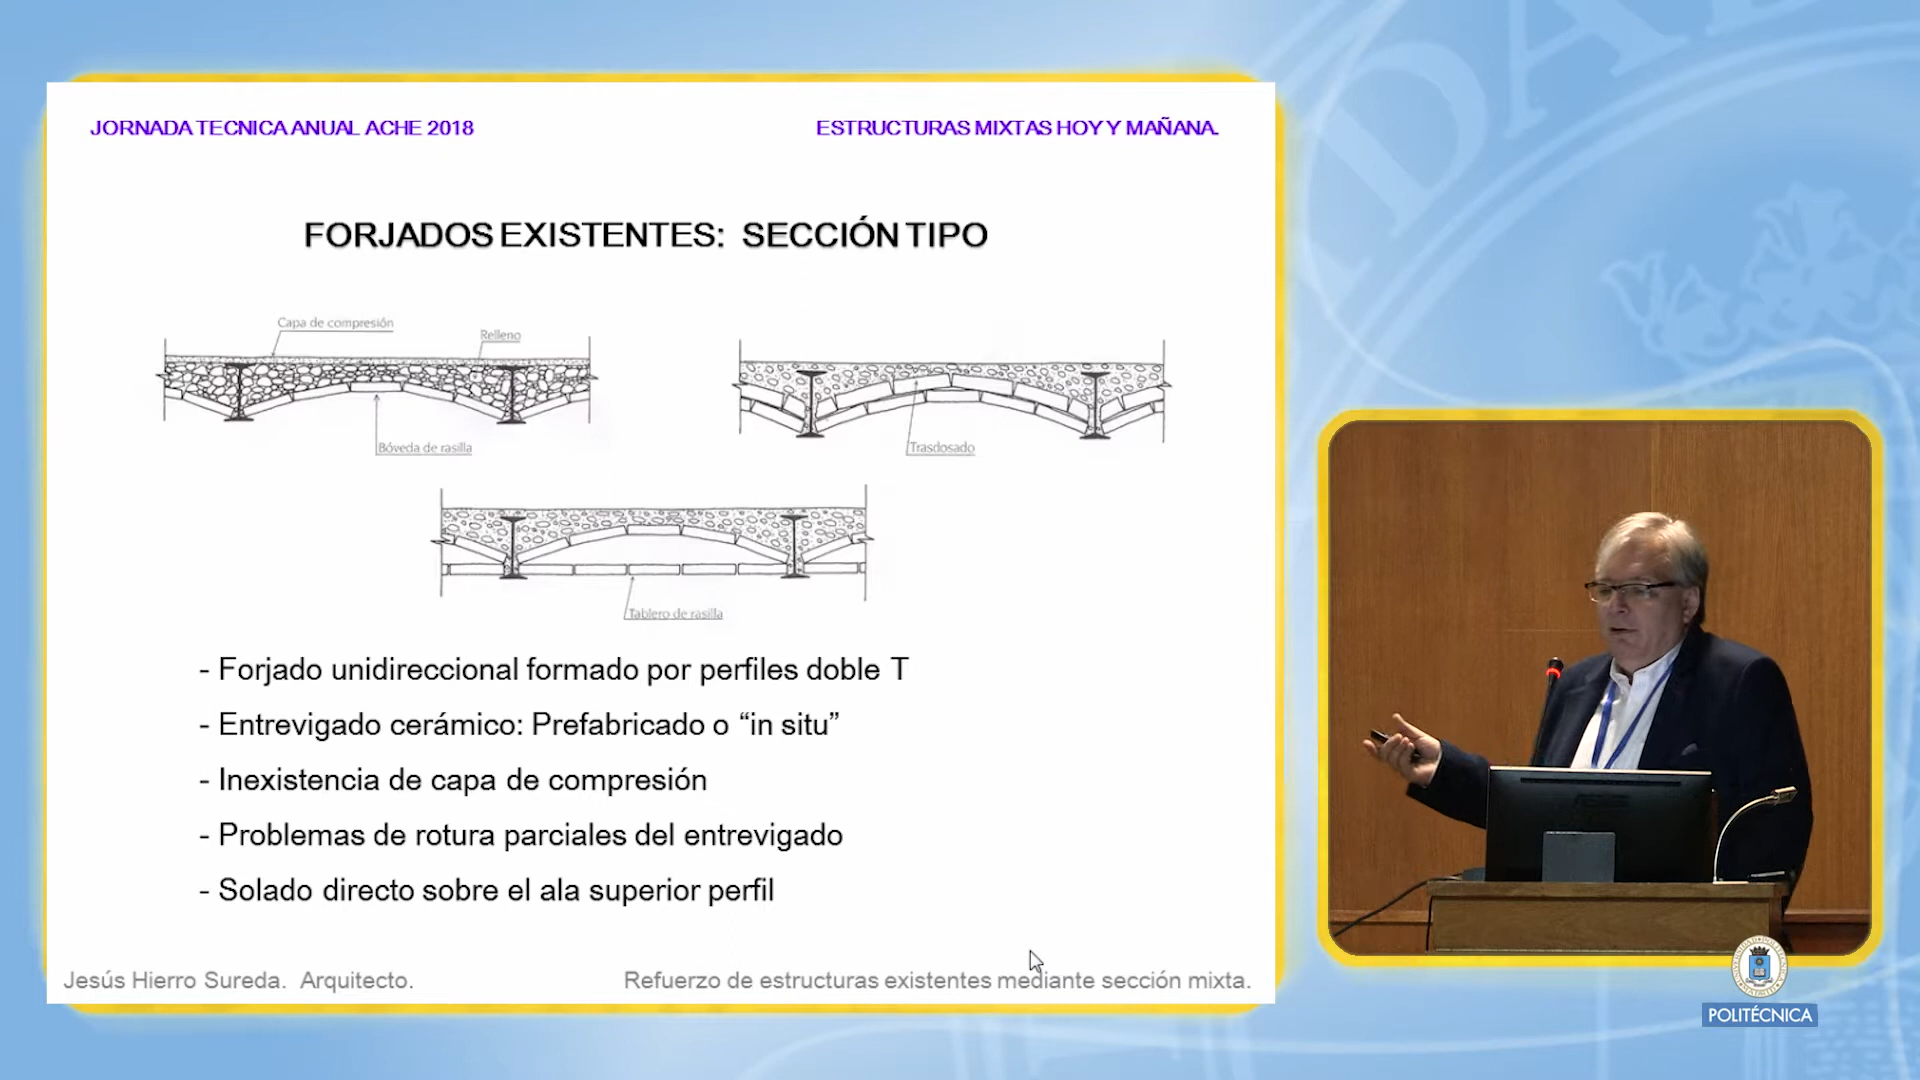 JORNADA TECNICA ANUAL ACHE 2018
ESTRUCTURAS MIXTAS HOY Y MAÑANA.
FORJADOS EXISTENTES: SECCIÓN TIPO
Capa de compresión
Relleno
Bóveda de rasilla
Trasdosado
Tablero de rasilla
- Forjado unidireccional formado por perfiles doble T
- Entrevigado cerámico: Prefabricado o “in situ”
- Inexistencia de capa de compresión
- Problemas de rotura parciales del entrevigado
- Solado directo sobre el ala superior perfil
Jesús Hierro Sureda. Arquitecto.
Refuerzo de estructuras existentes mediante sección mixta.
POLITÉCNICA